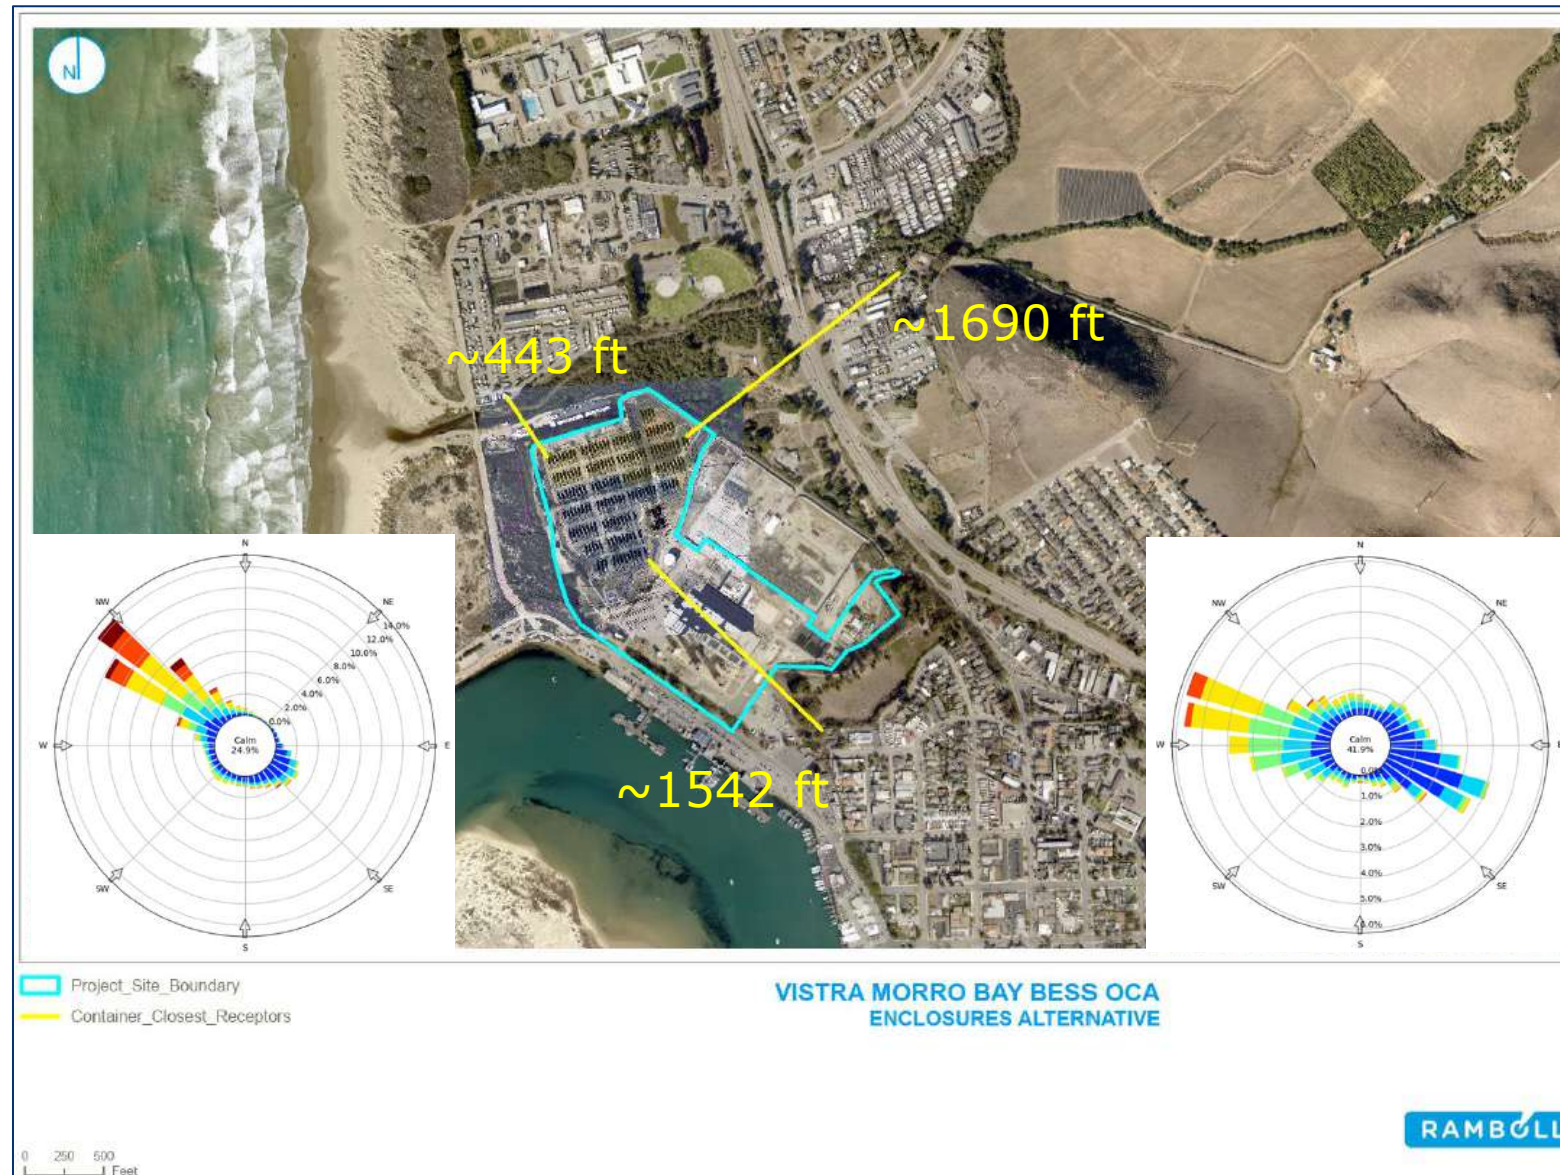 N
~443 ft
~1690 ft
~1542 ft
N
NW
NE
14.0%
12.0%
10.0%
8.0%
6.0%
4.0%
2.0%
0.0%
Calm
24.9%
W
E
SW
SE
S
N
NW
NE
Calm
41.9%
W
E
0.0%
1.0%
2.0%
3.0%
4.0%
5.0%
6.0%
SW
SE
S
Project_Site_Boundary
Container_Closest_Receptors
VISTRA MORRO BAY BESS OCA
ENCLOSURES ALTERNATIVE
RAMBOLL
0 250 500
Feet